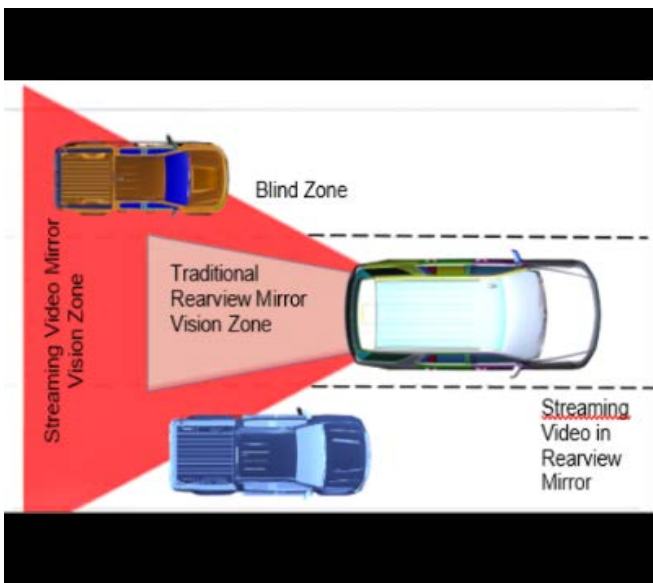 Blind Zone
Streaming Video Mirror
Vision Zone
Traditional
Rearview Mirror
Vision Zone
Streaming
Video in
Rearview
Mirror